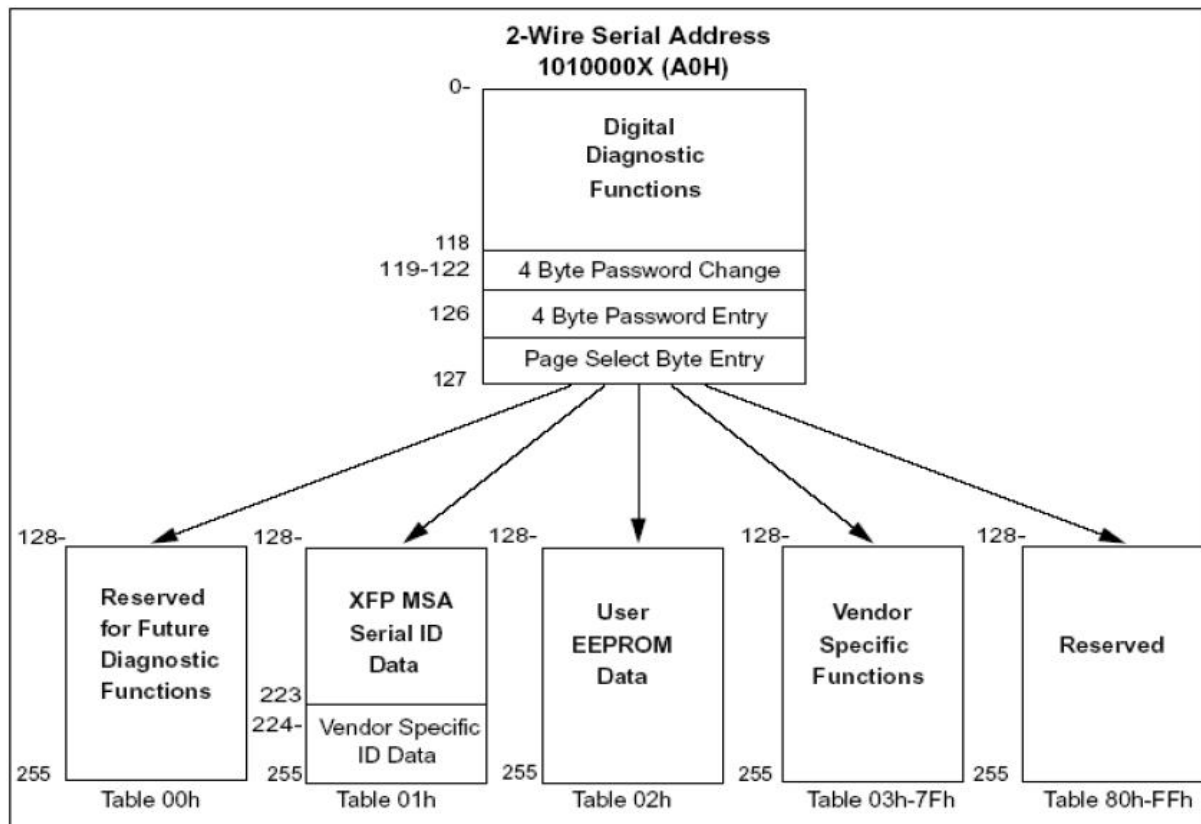 2-Wire Serial Address
1010000X (A0H)
0-
Digital
Diagnostic
Functions
118
119-122
4 Byte Password Change
126
4 Byte Password Entry
Page Select Byte Entry
127
128-
Reserved
for Future
Diagnostic
Functions
255
Table 00h
128-
XFP MSA
Serial ID
Data
223
224-
Vendor Specific
ID Data
255
Table 01h
128-
User
EEPROM
Data
255
Table 02h
128-
Vendor
Specific
Functions
255
Table 03h-7Fh
128-
Reserved
255
Table 80h-FFh